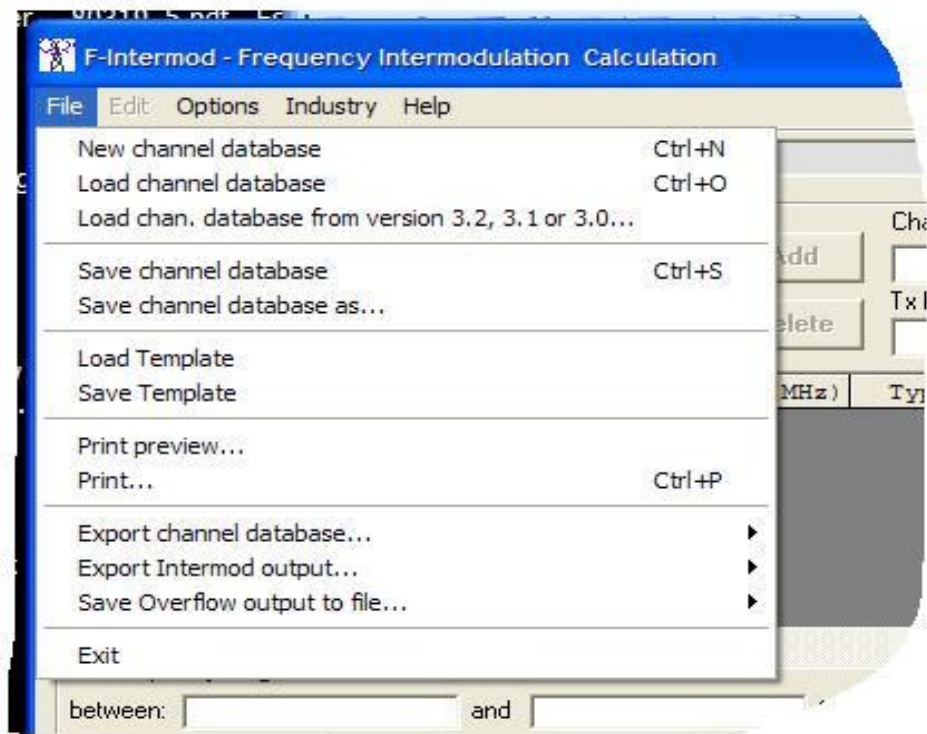 90219_5.pdf
F-Intermod - Frequency Intermodulation Calculation
File Edit Options Industry Help
New channel database Ctrl+N
Load channel database Ctrl+O
Load chan. database from version 3.2, 3.1 or 3.0...
Save channel database Ctrl+S
Save channel database as...
Load Template
Save Template
Print preview...
Print... Ctrl+P
Export channel database...
Export Intermod output...
Save Overflow output to file...
Exit
MHz)
between: and